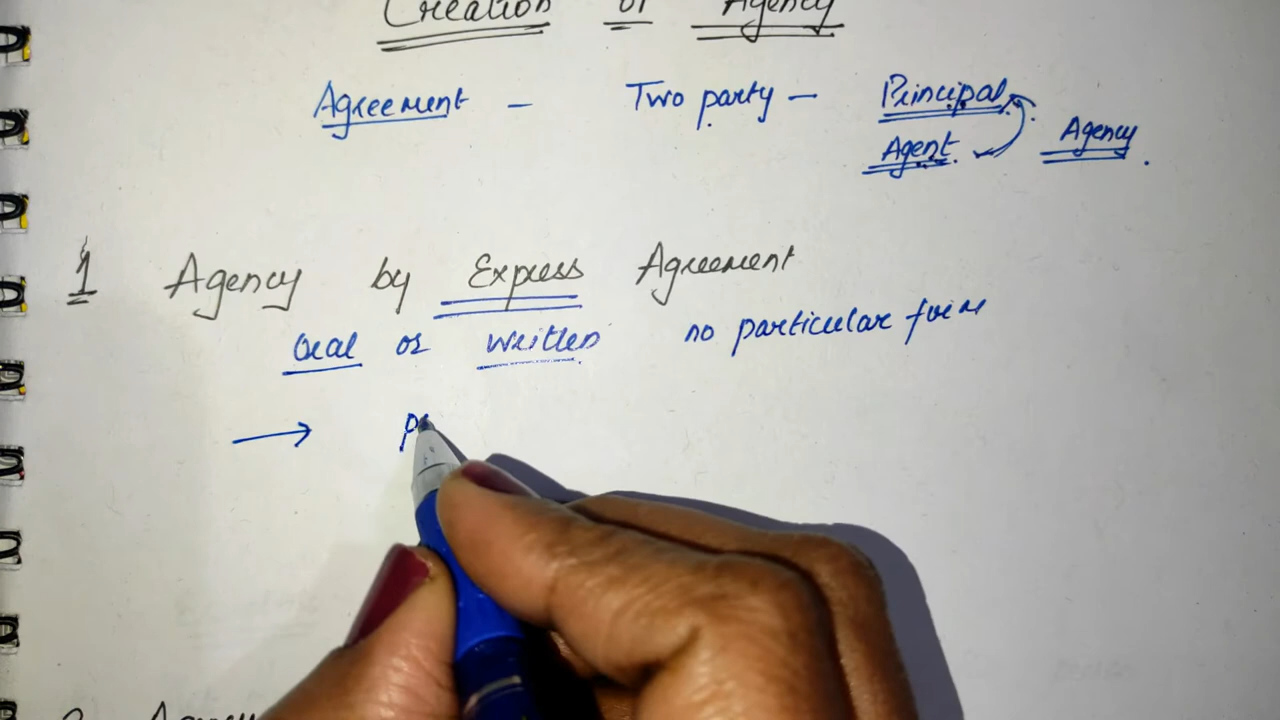 Creation of Agency
Agreement - Two party - Principal
Agent Agency.
1 Agency by Express Agreement
Oral or written no particular form
→ Pr